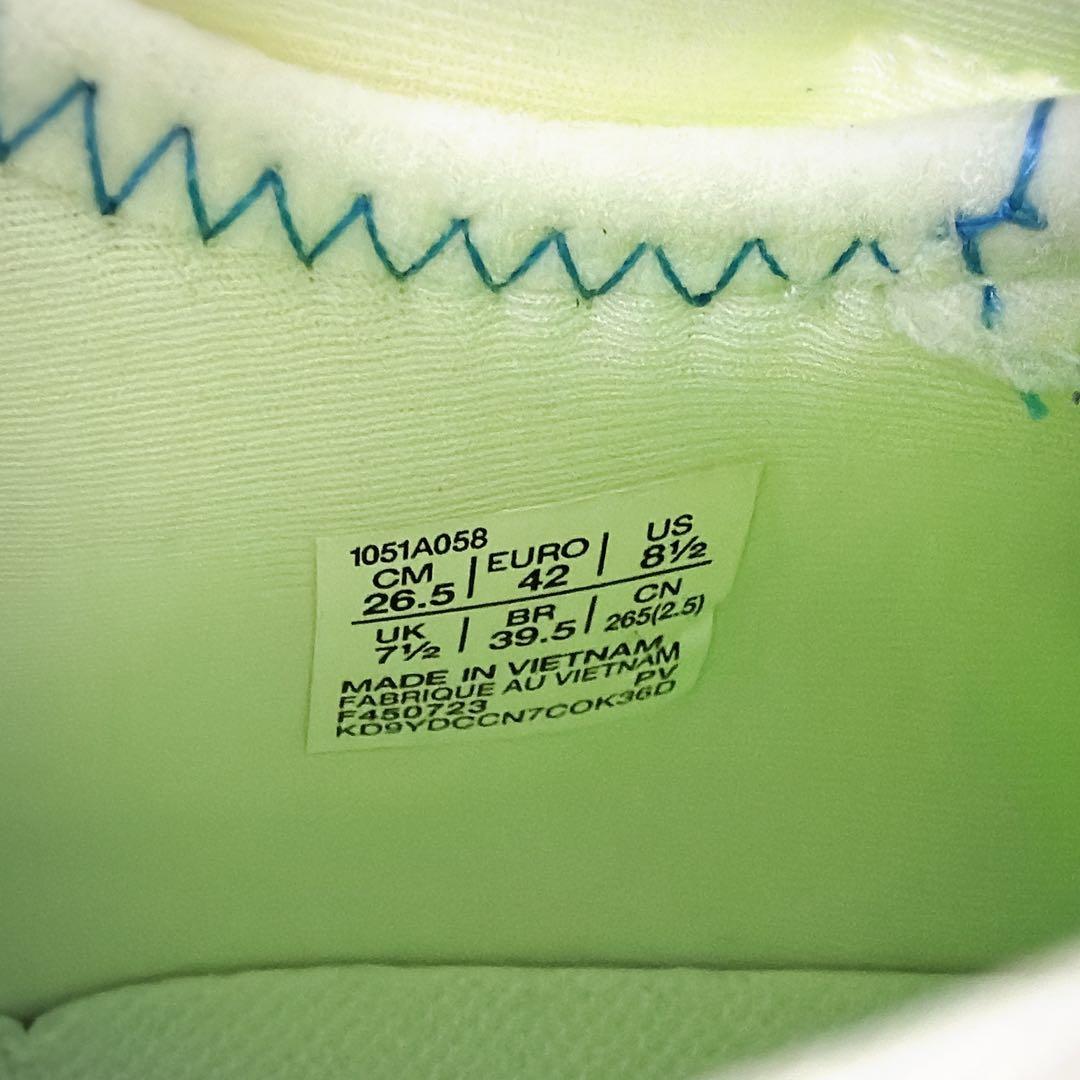 1051A058
CM | EURO | US
26.5 | 42 | 8½
UK | BR | CN
7½ | 39.5 | 265(2.5)
MADE IN VIETNAM
FABRIQUE AU VIETNAM
F450723 PV
KD9YDCCN7COK36D